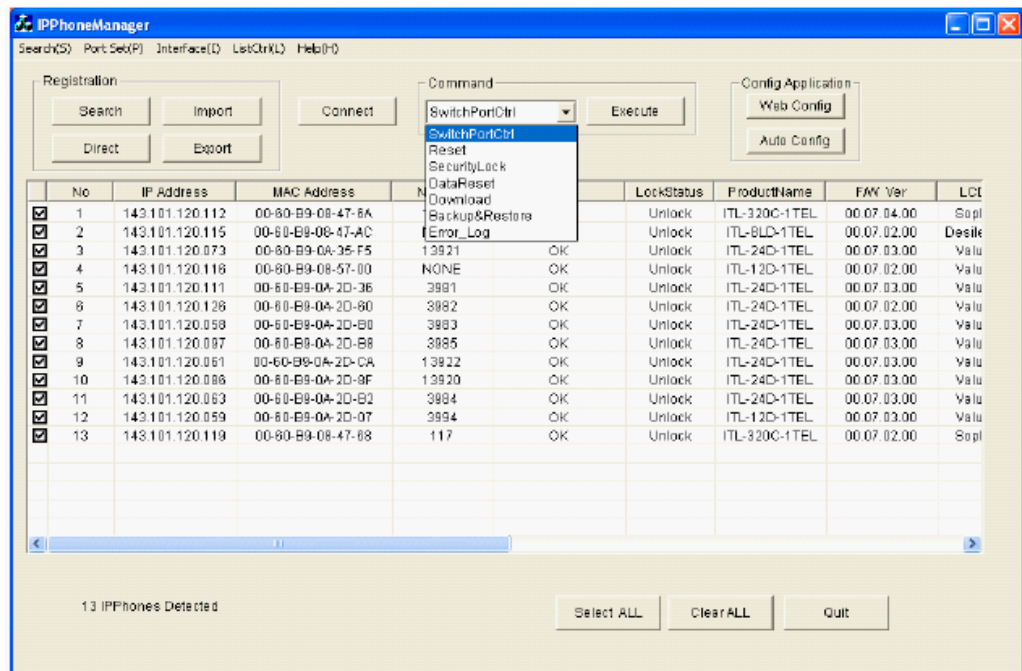 IPPhoneManager
Search(S) Port Set(P) Interface(I) ListCtrl(L) Help(H)
Registration
Search
Import
Direct
Export
Connect
Command
SwitchPortCtrl
Execute
SwitchPortCtrl
Reset
SecurityLock
DataReset
Download
Backup&Restore
Error_Log
Config Application
Web Config
Auto Config
No IP Address MAC Address N LockStatus ProductName F/W Ver LCD
1 143.101.120.112 00-60-B9-08-47-6A Unlock ITL-320C-1TEL 00.07.04.00 Sopl
2 143.101.120.115 00-60-B9-08-47-AC Unlock ITL-8LD-1TEL 00.07.02.00 Desile
3 143.101.120.073 00-60-B9-0A-35-F5 13921 OK Unlock ITL-24D-1TEL 00.07.03.00 Valu
4 143.101.120.116 00-60-B9-08-57-00 NONE OK Unlock ITL-12D-1TEL 00.07.02.00 Valu
5 143.101.120.111 00-60-B9-0A-2D-36 3991 OK Unlock ITL-24D-1TEL 00.07.03.00 Valu
6 143.101.120.126 00-60-B9-0A-2D-60 3982 OK Unlock ITL-24D-1TEL 00.07.03.00 Valu
7 143.101.120.058 00-60-B9-0A-2D-B0 3983 OK Unlock ITL-24D-1TEL 00.07.03.00 Valu
8 143.101.120.097 00-60-B9-0A-2D-B8 3985 OK Unlock ITL-24D-1TEL 00.07.03.00 Valu
9 143.101.120.061 00-60-B9-0A-2D-CA 13922 OK Unlock ITL-24D-1TEL 00.07.03.00 Valu
10 143.101.120.086 00-60-B9-0A-2D-9F 13920 OK Unlock ITL-24D-1TEL 00.07.03.00 Valu
11 143.101.120.063 00-60-B9-0A-2D-B2 3984 OK Unlock ITL-24D-1TEL 00.07.03.00 Valu
12 143.101.120.059 00-60-B9-0A-2D-07 3994 OK Unlock ITL-12D-1TEL 00.07.03.00 Valu
13 143.101.120.119 00-60-B9-08-47-68 117 OK Unlock ITL-320C-1TEL 00.07.02.00 Sopl
13 IPPhones Detected
Select ALL
Clear ALL
Quit